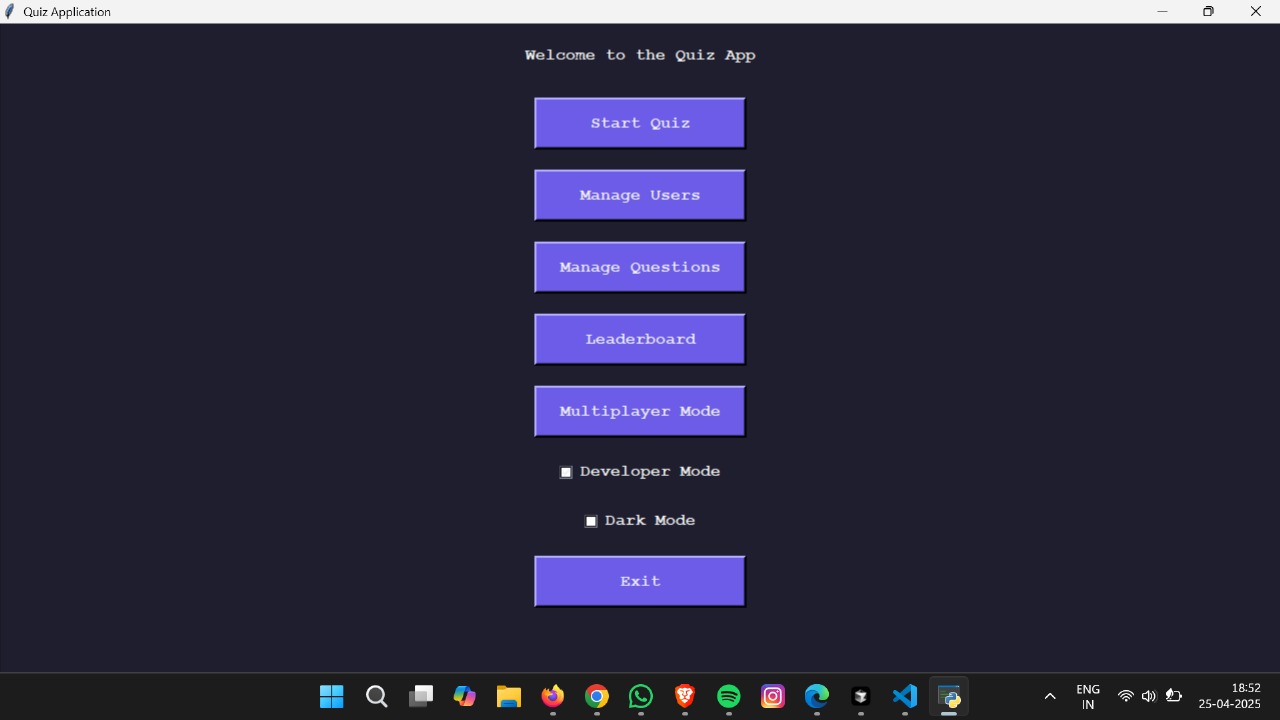 Quiz Application
Welcome to the Quiz App
Start Quiz
Manage Users
Manage Questions
Leaderboard
Multiplayer Mode
Developer Mode
Dark Mode
Exit
ENG
IN
18:52
25-04-2025